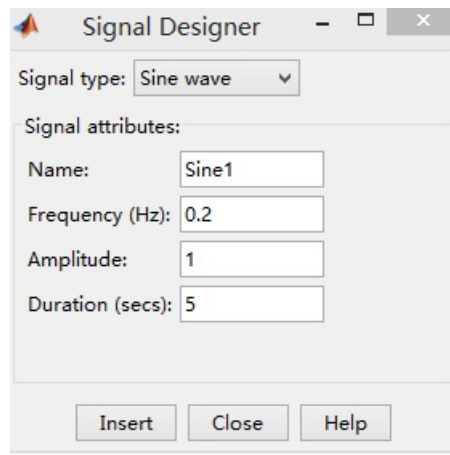 Signal Designer
Signal type: Sine wave
Signal attributes:
Name: Sine1
Frequency (Hz): 0.2
Amplitude: 1
Duration (secs): 5
Insert Close Help